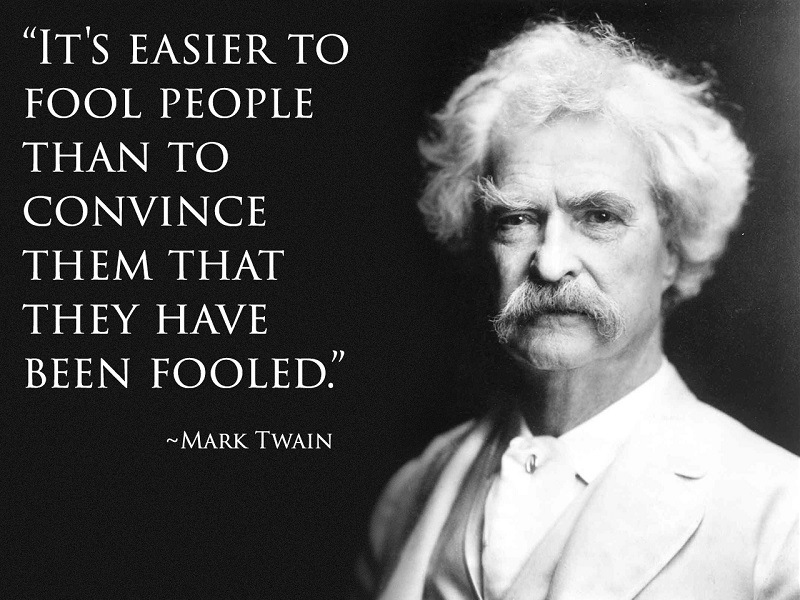 “It's easier to
fool people
than to
convince
them that
they have
been fooled.”
~Mark Twain